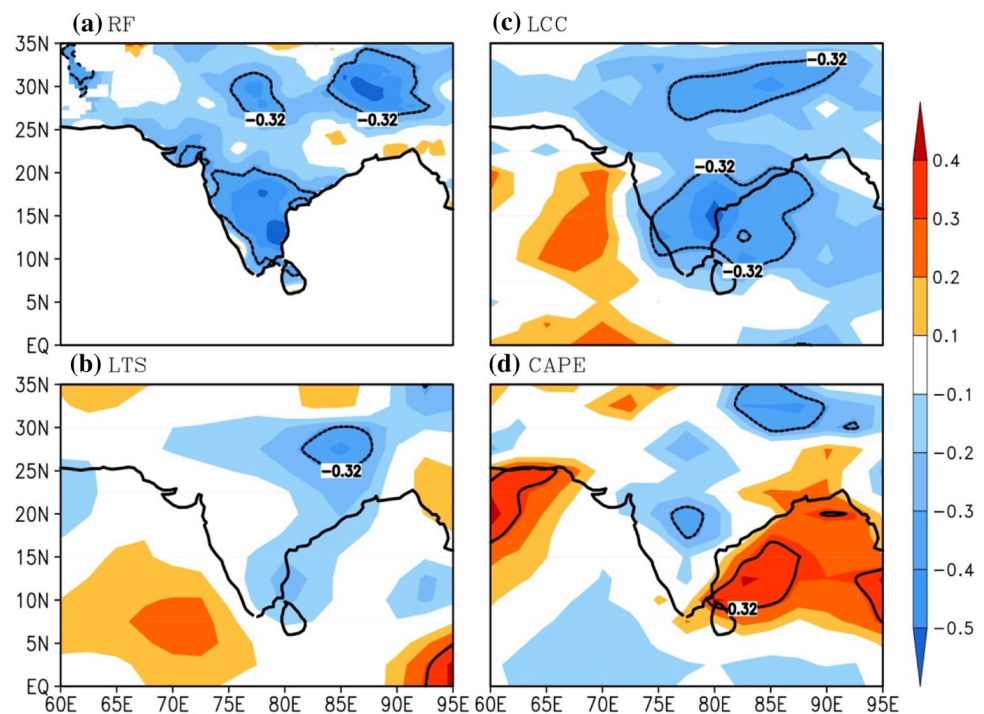 (a) RF
35N
30N
25N
20N
15N
10N
5N
EQ
-0.32
-0.32
(c) LCC
-0.32
-0.32
-0.32
(b) LTS
35N
30N
25N
20N
15N
10N
5N
EQ
-0.32
60E 65E 70E 75E 80E 85E 90E 95E
(d) CAPE
0.32
60E 65E 70E 75E 80E 85E 90E 95E
0.4
0.3
0.2
0.1
-0.1
-0.2
-0.3
-0.4
-0.5